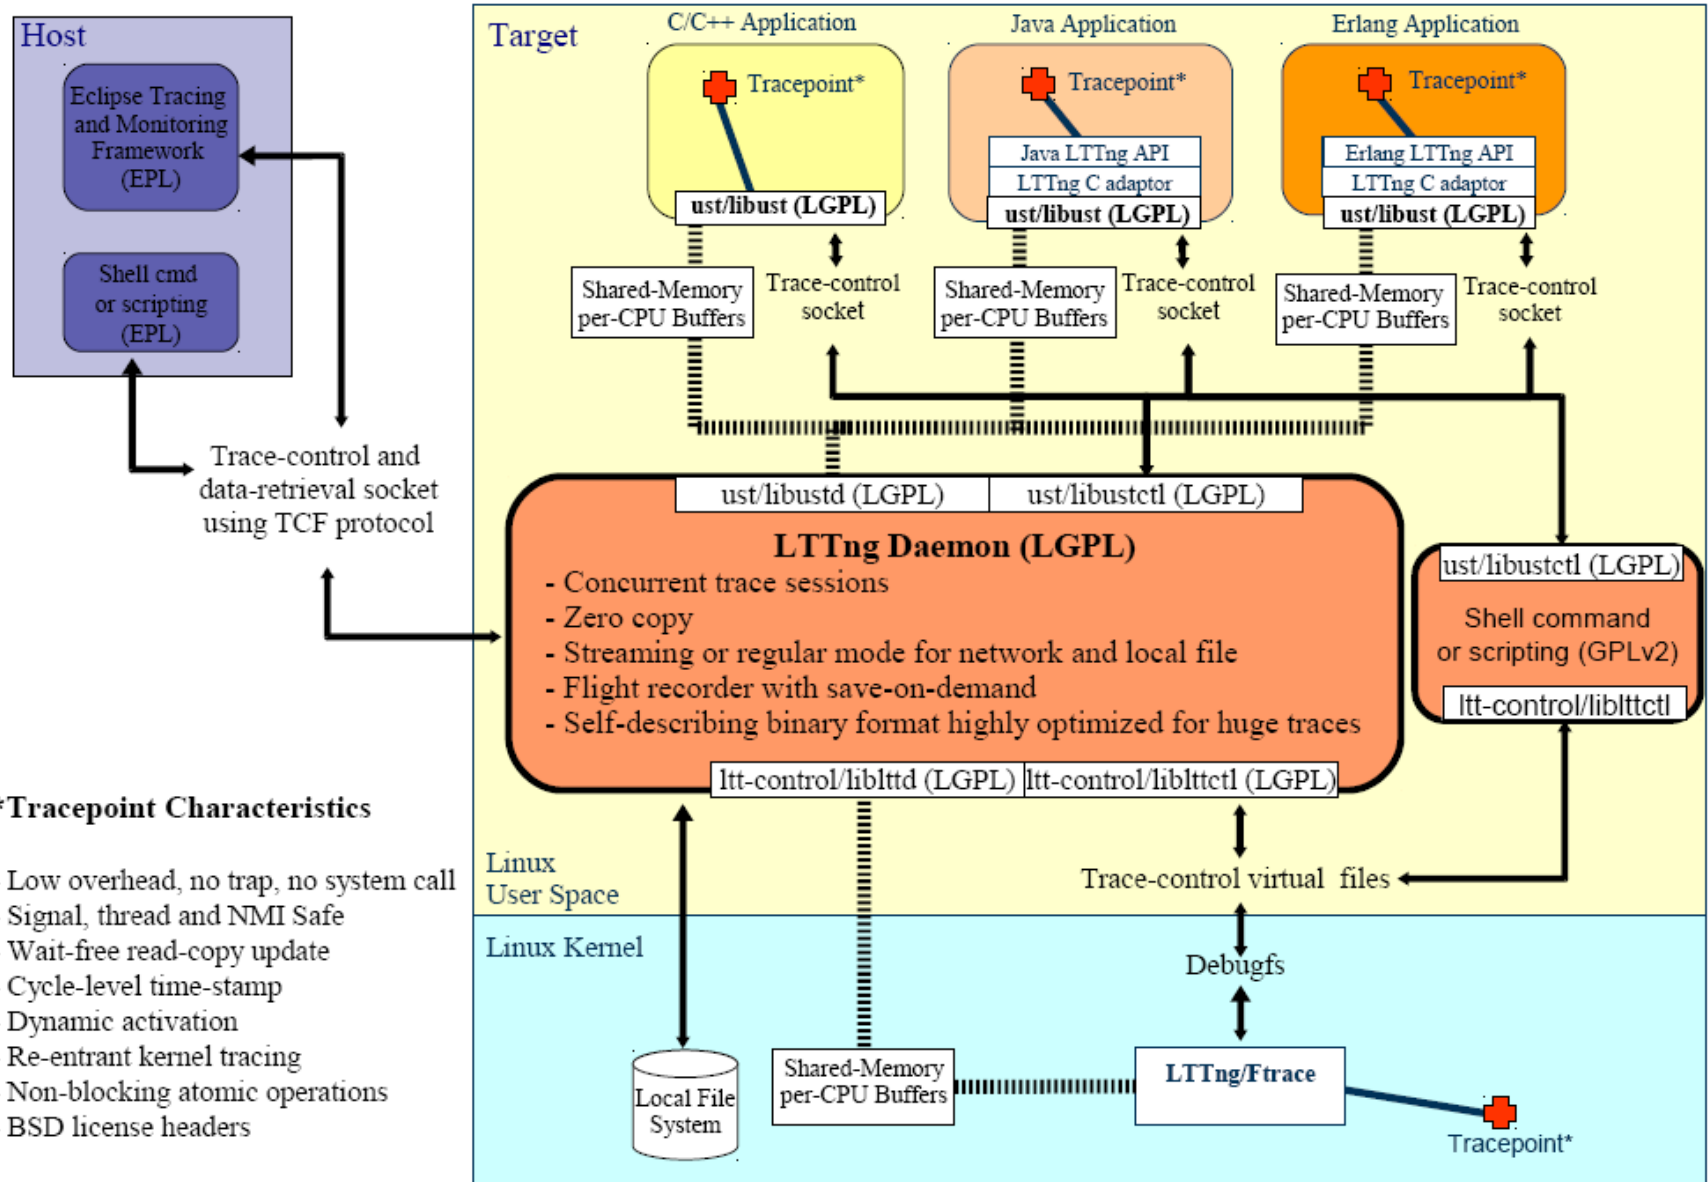 Host
Eclipse Tracing
and Monitoring
Framework
(EPL)
Shell cmd
or scripting
(EPL)
Trace-control and
data-retrieval socket
using TCF protocol
*Tracepoint Characteristics
Low overhead, no trap, no system call
Signal, thread and NMI Safe
Wait-free read-copy update
Cycle-level time-stamp
Dynamic activation
Re-entrant kernel tracing
Non-blocking atomic operations
BSD license headers
Target
C/C++ Application
Tracepoint*
ust/libust (LGPL)
Shared-Memory
per-CPU Buffers
Trace-control
socket
Java Application
Tracepoint*
Java LTTng API
LTTng C adaptor
ust/libust (LGPL)
Shared-Memory
per-CPU Buffers
Trace-control
socket
Erlang Application
Tracepoint*
Erlang LTTng API
LTTng C adaptor
ust/libust (LGPL)
Shared-Memory
per-CPU Buffers
Trace-control
socket
ust/libustd (LGPL)
ust/libustctl (LGPL)
LTTng Daemon (LGPL)
- Concurrent trace sessions
- Zero copy
- Streaming or regular mode for network and local file
- Flight recorder with save-on-demand
- Self-describing binary format highly optimized for huge traces
ltt-control/liblttd (LGPL)
ltt-control/liblttctl (LGPL)
ust/libustctl (LGPL)
Shell command
or scripting (GPLv2)
ltt-control/liblttctl
Linux
User Space
Trace-control virtual files
Linux Kernel
Debugfs
Local File
System
Shared-Memory
per-CPU Buffers
LTTng/Ftrace
Tracepoint*